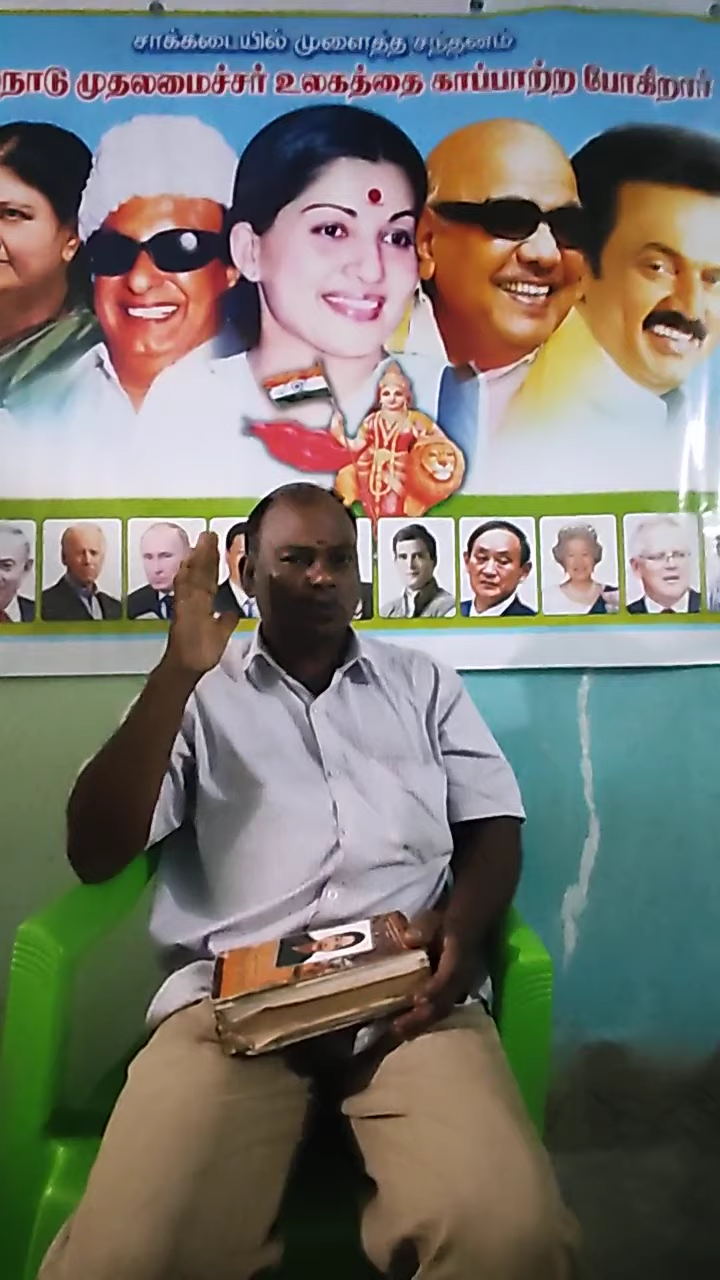 சாக்கடையில் முளைத்த சந்தனம்
நாடு முதலமைச்சர் உலகத்தை காப்பாற்ற போகிறார்